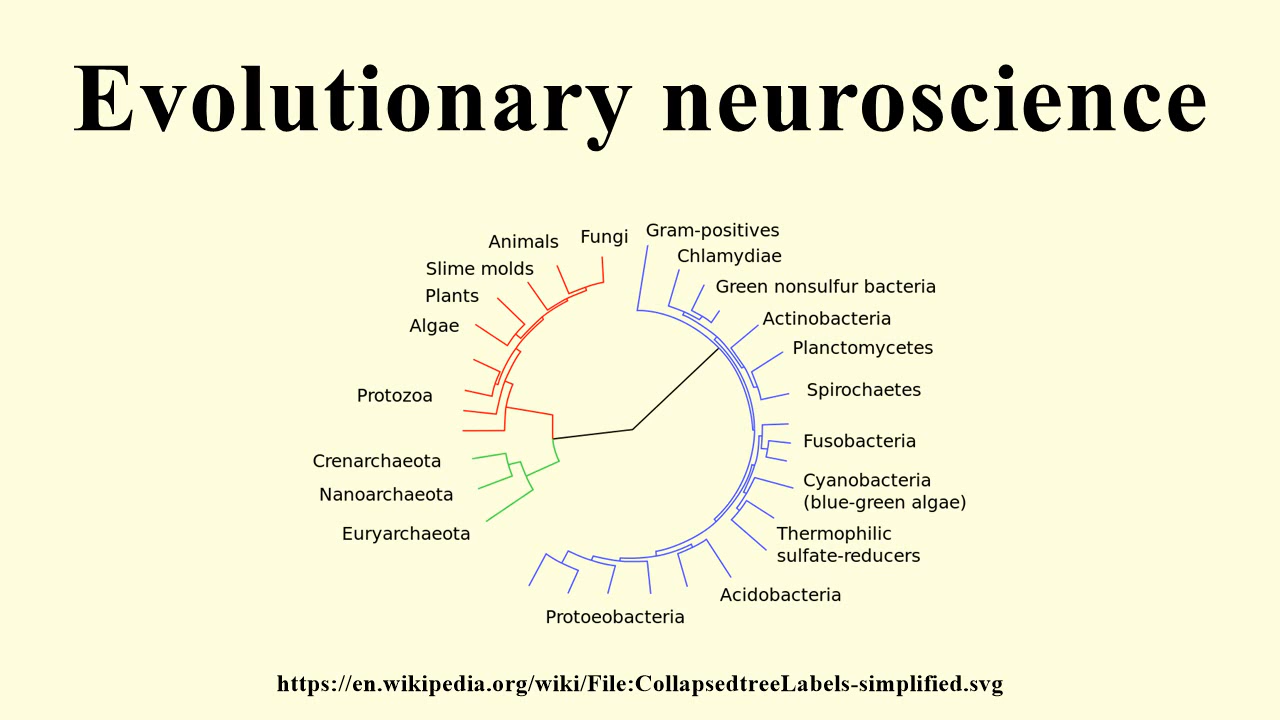 Evolutionary neuroscience
Fungi
Animals
Slime molds
Plants
Algae
Protozoa
Crenarchaeota
Nanoarchaeota
Euryarchaeota
Gram-positives
Chlamydiae
Green nonsulfur bacteria
Actinobacteria
Planctomycetes
Spirochaetes
Fusobacteria
Cyanobacteria
(blue-green algae)
Thermophilic
sulfate-reducers
Acidobacteria
Protoeobacteria
https://en.wikipedia.org/wiki/File:CollapsedtreeLabels-simplified.svg